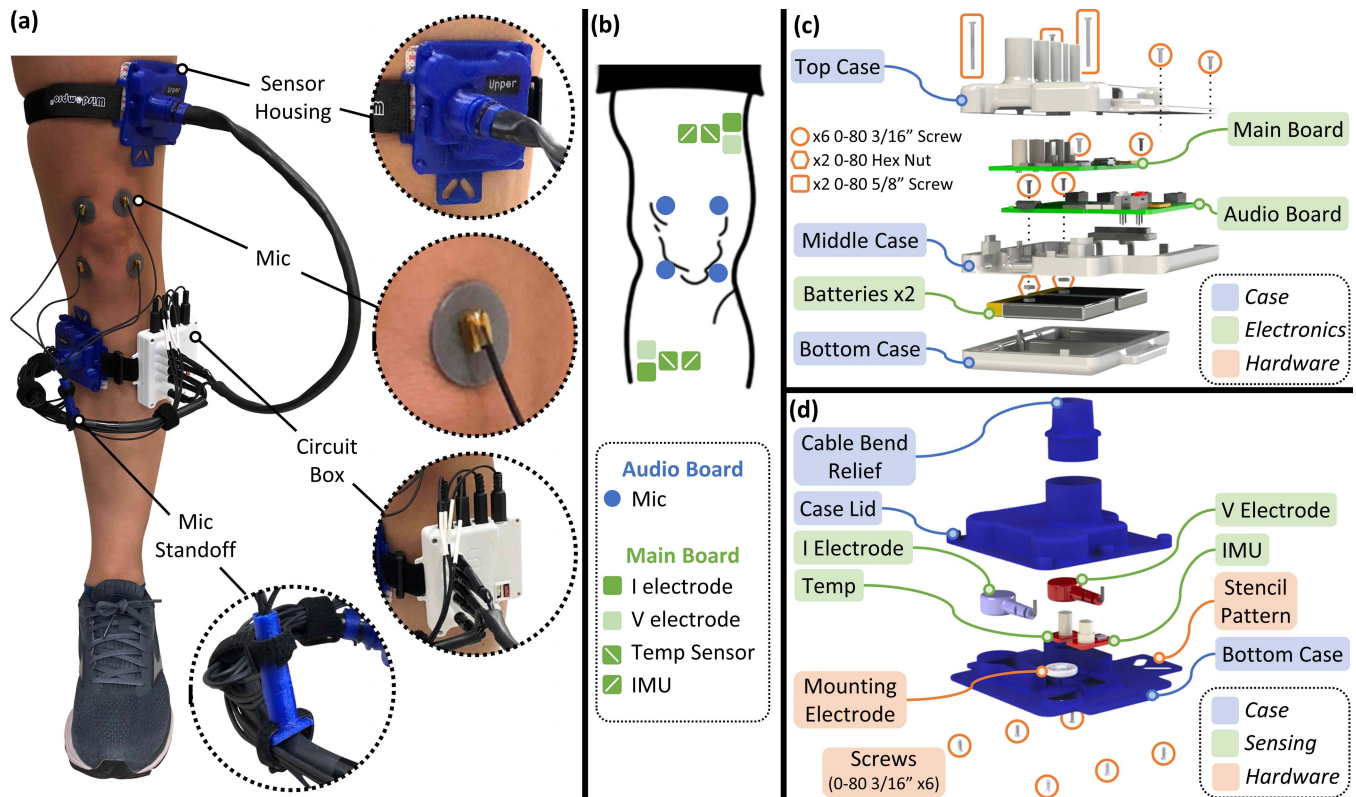 (a)
Sensor
Housing
Upper
Upper
wisdompro®
W
Mic
Circuit
Box
Mic
Standoff
(b)
Audio Board
Mic
Main Board
I electrode
V electrode
Temp Sensor
IMU
(c)
Top Case
x6 0-80 3/16” Screw
x2 0-80 Hex Nut
x2 0-80 5/8” Screw
Main Board
Audio Board
Middle Case
Batteries x2
Bottom Case
Case
Electronics
Hardware
(d)
Cable Bend
Relief
Case Lid
I Electrode
Temp
V Electrode
IMU
Stencil
Pattern
Bottom Case
Mounting
Electrode
Screws
(0-80 3/16” x6)
Case
Sensing
Hardware